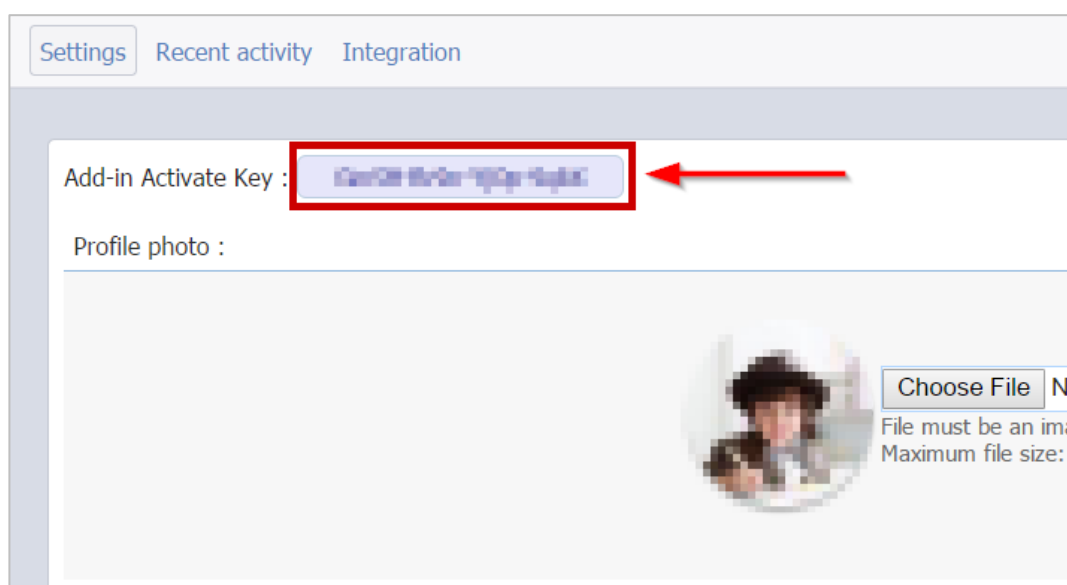 Settings Recent activity Integration
Add-in Activate Key :
Profile photo :
Choose File N
File must be an ima
Maximum file size: